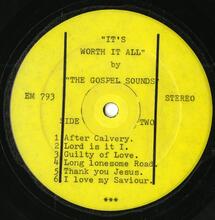 "IT'S
WORTH IT ALL"
by
"THE GOSPEL SOUNDS"
EM 793 STEREO
SIDE TWO
1 After Calvery.
2 Lord is it I.
3 Guilty of Love.
4 Long lonesome Road.
5 Thank you Jesus.
6 I love my Saviour.
***